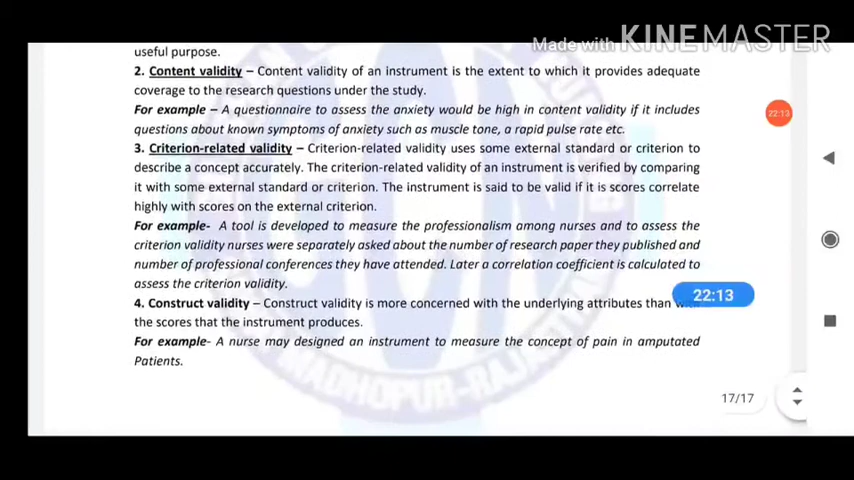 Made with KINEMASTER
useful purpose.
2. Content validity – Content validity of an instrument is the extent to which it provides adequate
coverage to the research questions under the study.
For example – A questionnaire to assess the anxiety would be high in content validity if it includes
questions about known symptoms of anxiety such as muscle tone, a rapid pulse rate etc.
22:13
3. Criterion-related validity – Criterion-related validity uses some external standard or criterion to
describe a concept accurately. The criterion-related validity of an instrument is verified by comparing
it with some external standard or criterion. The instrument is said to be valid if it is scores correlate
highly with scores on the external criterion.
For example- A tool is developed to measure the professionalism among nurses and to assess the
criterion validity nurses were separately asked about the number of research paper they published and
number of professional conferences they have attended. Later a correlation coefficient is calculated to
assess the criterion validity.
22:13
4. Construct validity – Construct validity is more concerned with the underlying attributes than
the scores that the instrument produces.
For example- A nurse may designed an instrument to measure the concept of pain in amputated
Patients.
17/17